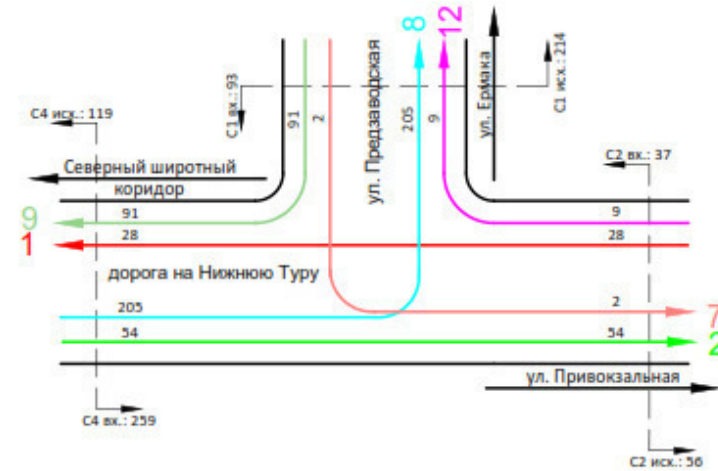 8
12
С1 исх.: 214
ул. Предзаводская
ул. Ермака
С1 вх.: 93
91
2
205
9
С4 исх.: 119
С2 вх.: 37
Северный широтный
коридор
9
91
9
1
28
28
дорога на Нижнюю Туру
205
2
7
54
54
2
ул. Привокзальная
С4 вх.: 259
С2 исх.: 56